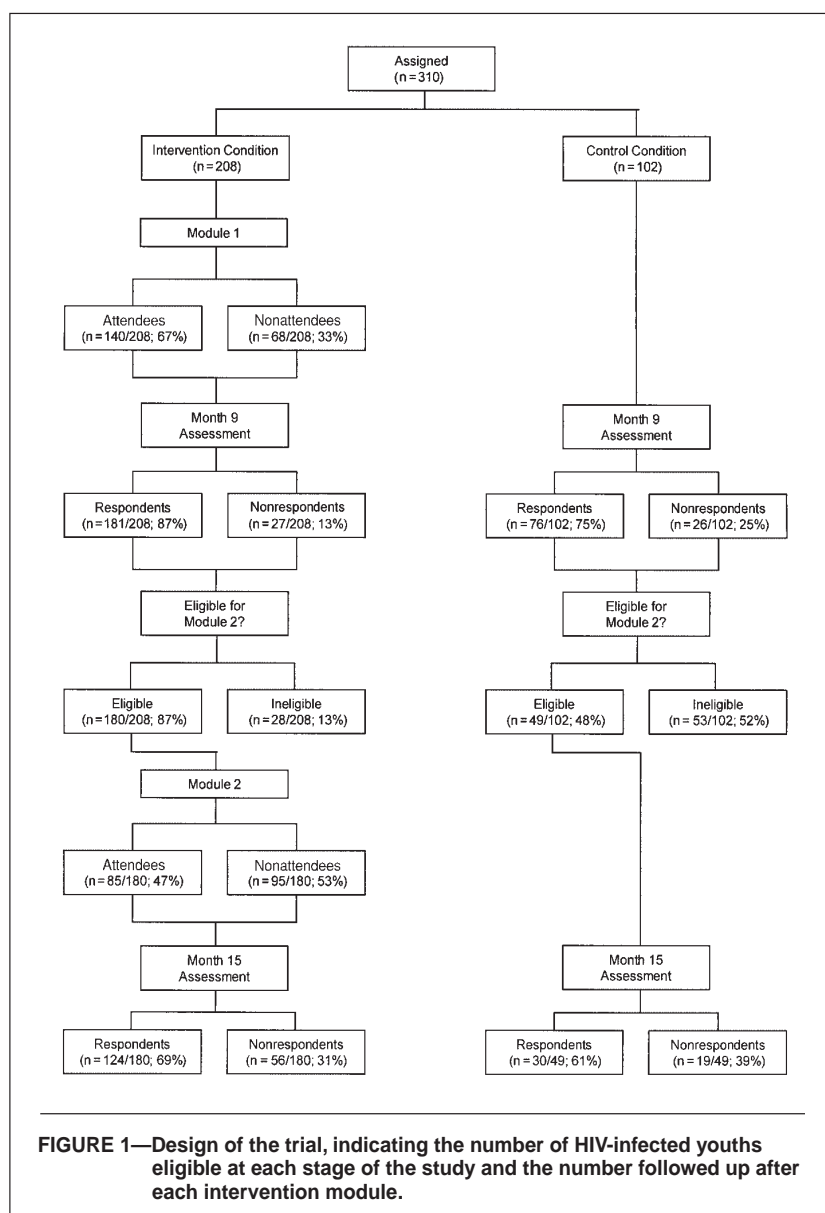 Assigned
(n=310)
Intervention Condition
(n=208)
Control Condition
(n=102)
Module 1
Attendees
(n=140/208; 67%)
Nonattendees
(n=68/208; 33%)
Month 9
Assessment
Month 9
Assessment
Respondents
(n=181/208; 87%)
Nonrespondents
(n=27/208; 13%)
Respondents
(n=76/102; 75%)
Nonrespondents
(n=26/102; 25%)
Eligible for
Module 2?
Eligible for
Module 2?
Eligible
(n=180/208; 87%)
Ineligible
(n=28/208; 13%)
Eligible
(n=49/102; 48%)
Ineligible
(n=53/102; 52%)
Module 2
Attendees
(n=85/180; 47%)
Nonattendees
(n=95/180; 53%)
Month 15
Assessment
Month 15
Assessment
Respondents
(n=124/180; 69%)
Nonrespondents
(n=56/180; 31%)
Respondents
(n=30/49; 61%)
Nonrespondents
(n=19/49; 39%)
FIGURE 1—Design of the trial, indicating the number of HIV-infected youths
eligible at each stage of the study and the number followed up after
each intervention module.